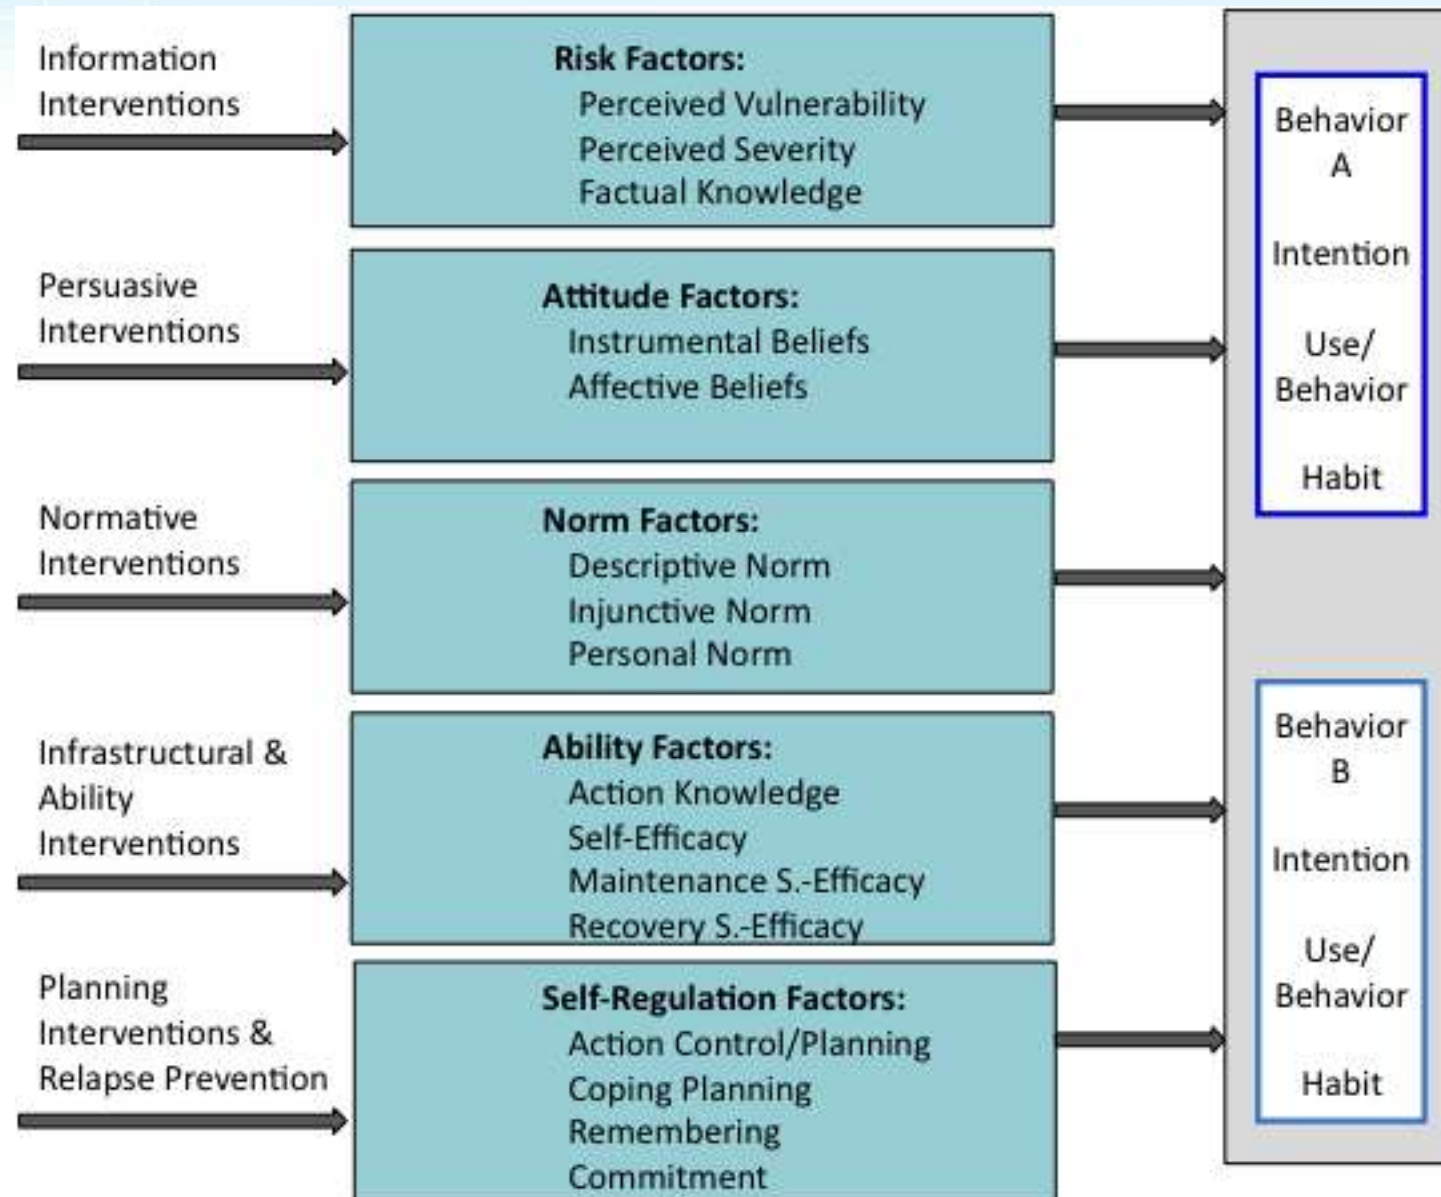 Information
Interventions
Risk Factors:
Perceived Vulnerability
Perceived Severity
Factual Knowledge
Persuasive
Interventions
Attitude Factors:
Instrumental Beliefs
Affective Beliefs
Normative
Interventions
Norm Factors:
Descriptive Norm
Injunctive Norm
Personal Norm
Infrastructural &
Ability
Interventions
Ability Factors:
Action Knowledge
Self-Efficacy
Maintenance S.-Efficacy
Recovery S.-Efficacy
Planning
Interventions &
Relapse Prevention
Self-Regulation Factors:
Action Control/Planning
Coping Planning
Remembering
Commitment
Behavior
A
Intention
Use/
Behavior
Habit
Behavior
B
Intention
Use/
Behavior
Habit